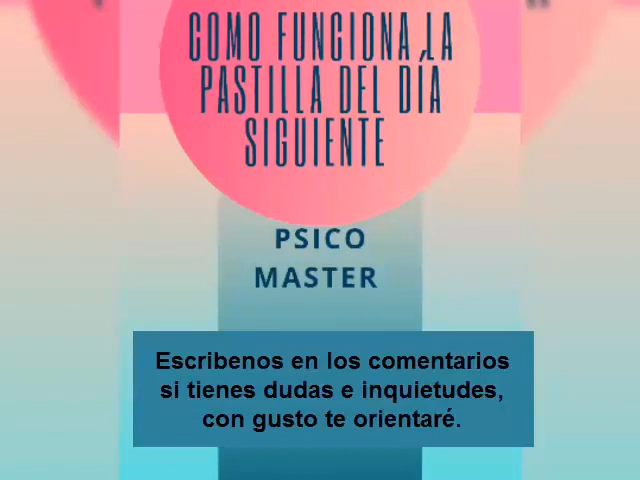 COMO FUNCIONA LA
PASTILLA DEL DÍA
SIGUIENTE
PSICO
MASTER
Escribenos en los comentarios
si tienes dudas e inquietudes,
con gusto te orientaré.